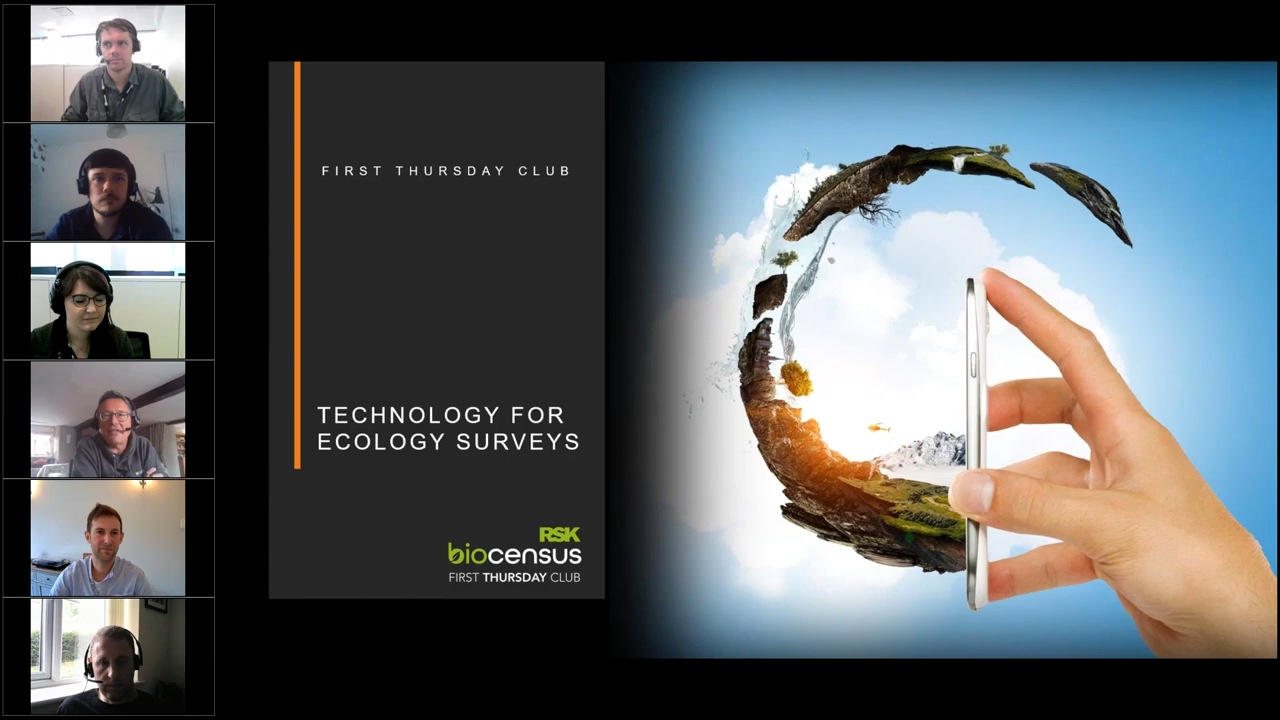 FIRST THURSDAY CLUB
TECHNOLOGY FOR
ECOLOGY SURVEYS
RSK
biocensus
FIRST THURSDAY CLUB